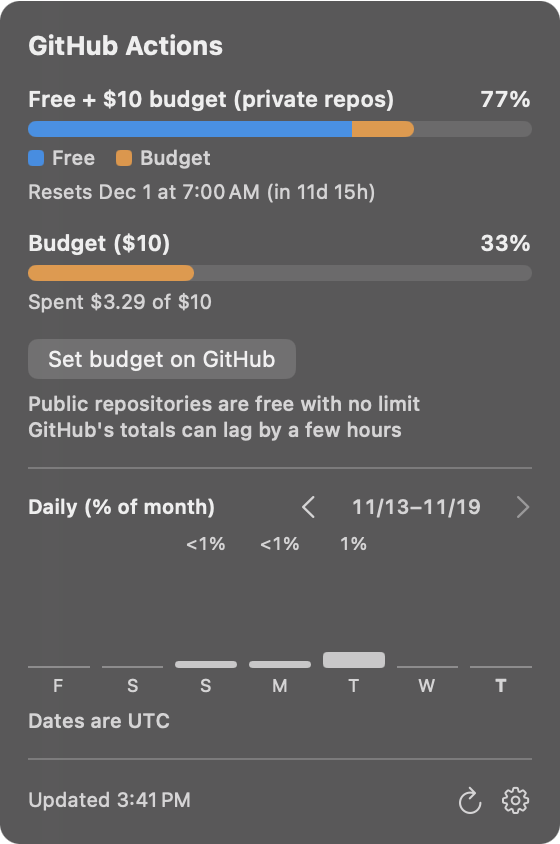 GitHub Actions
Free + $10 budget (private repos) 77%
Free Budget
Resets Dec 1 at 7:00 AM (in 11d 15h)
Budget ($10) 33%
Spent $3.29 of $10
Set budget on GitHub
Public repositories are free with no limit
GitHub's totals can lag by a few hours
Daily (% of month) 11/13–11/19
<1% <1% 1%
F S S M T W T
Dates are UTC
Updated 3:41 PM